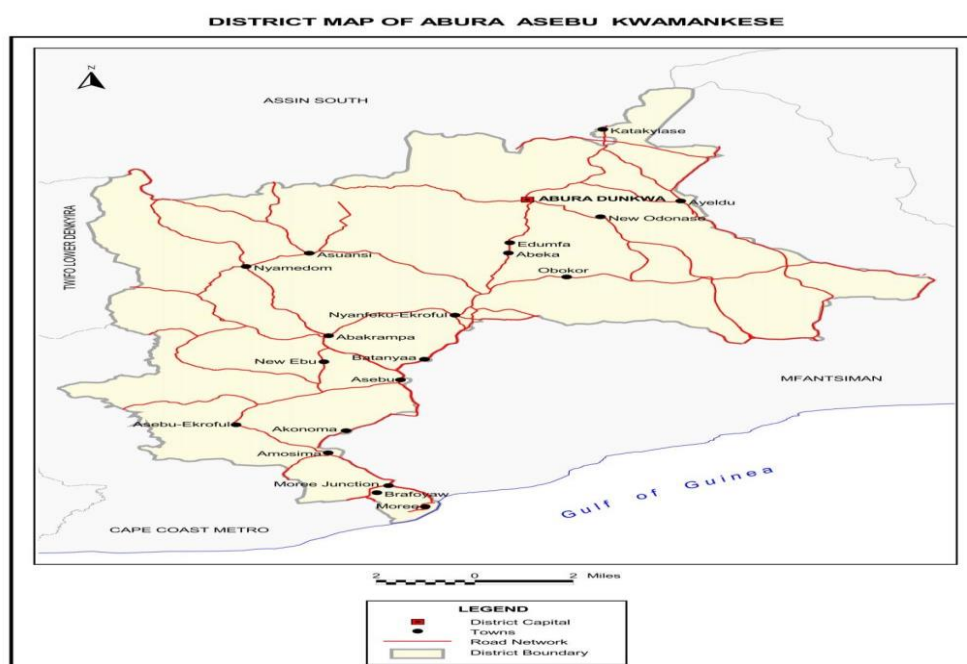 DISTRICT MAP OF ABURA ASEBU KWAMANKESE
N
ASSIN SOUTH
Katakylase
ABURA DUNKWA
Ayeldu
New Odonase
Edumfa
Abeka
Asuansi
Nyamedom
TWIFO LOWER DENKYIRA
Obokor
Nyanfeku-Ekroful
Abakrampa
Batanyaa
New Ebu
Asebu
MFANTSIMAN
Asebu-Ekroful
Akonoma
Amosima
Moree Junction
Brafoyaw
Moree
Gulf of Guinea
CAPE COAST METRO
2 0 2 Miles
LEGEND
District Capital
Towns
Road Network
District Boundary